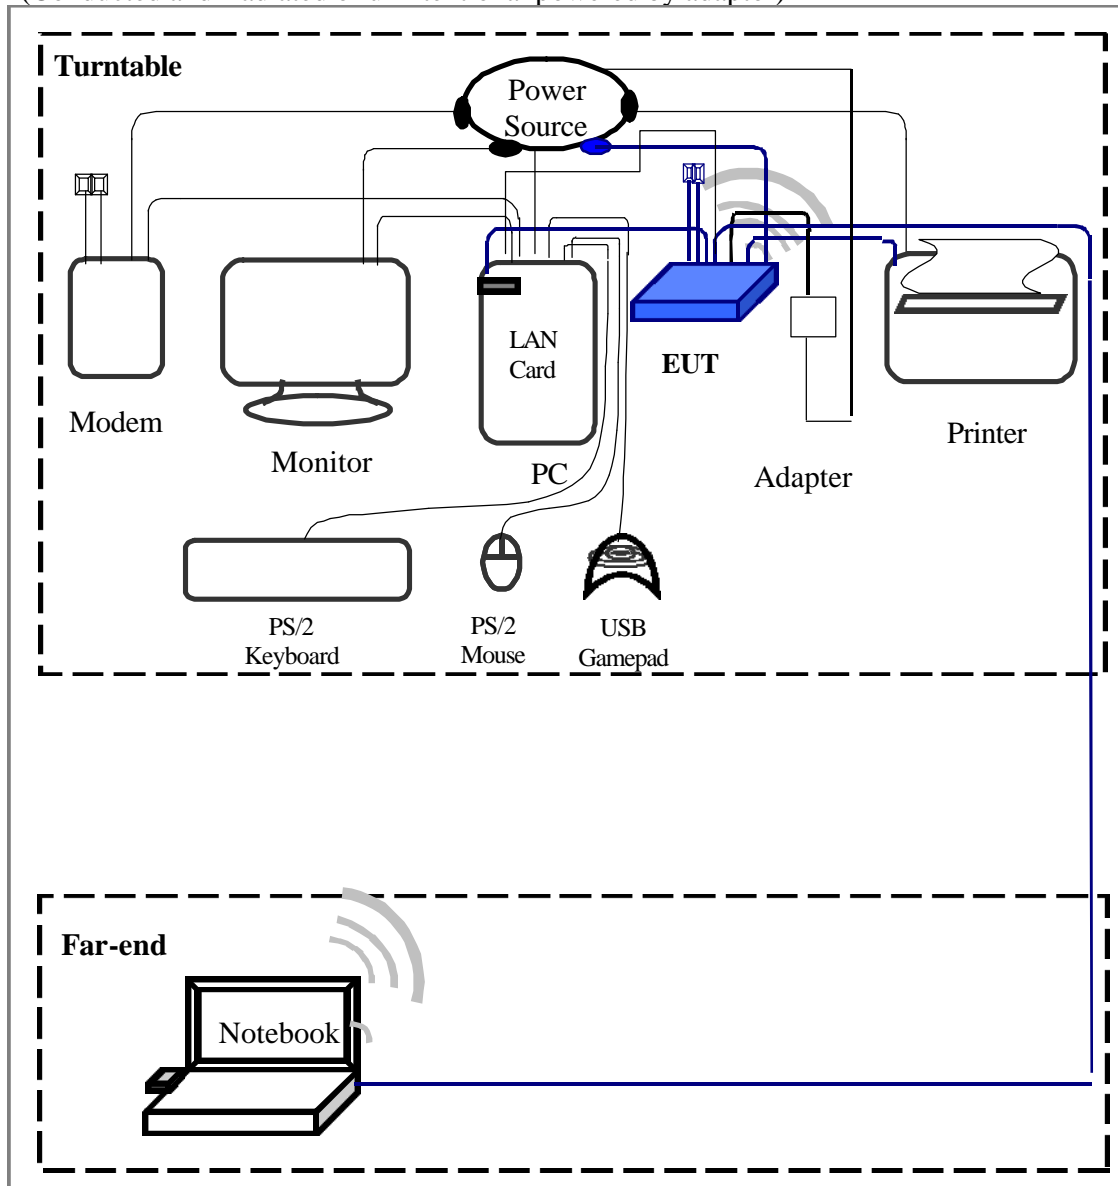 Turntable
Power
Source
LAN
Card
EUT
Modem
Monitor
PC
Adapter
Printer
PS/2
Keyboard
PS/2
Mouse
USB
Gamepad
Far-end
Notebook